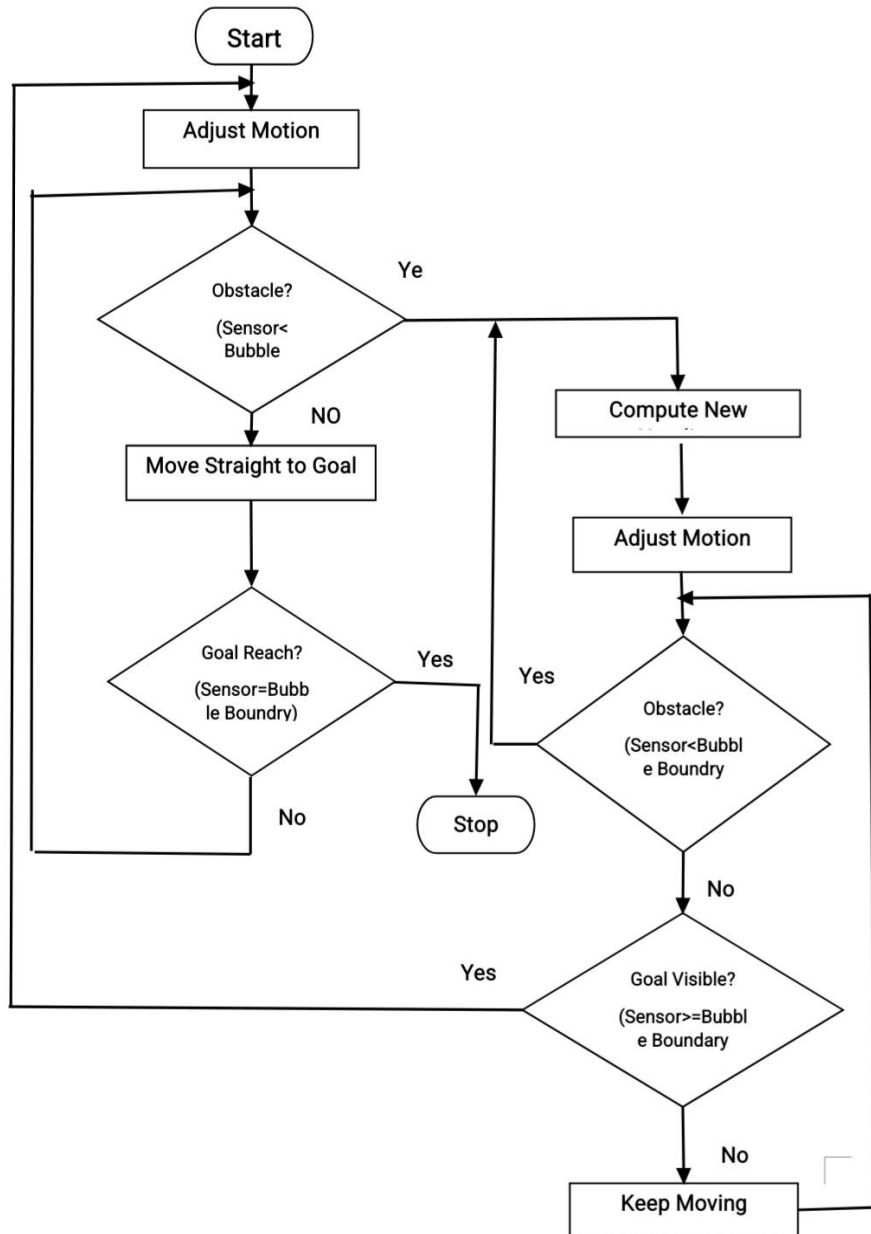 Start
Adjust Motion
Obstacle?
(Sensor<
Bubble
Ye
NO
Move Straight to Goal
Goal Reach?
(Sensor=Bubb
le Boundry)
Yes
No
Stop
Compute New
Adjust Motion
Obstacle?
(Sensor<Bubbl
e Boundry
Yes
No
Goal Visible?
(Sensor>=Bubbl
e Boundary
Yes
No
Keep Moving